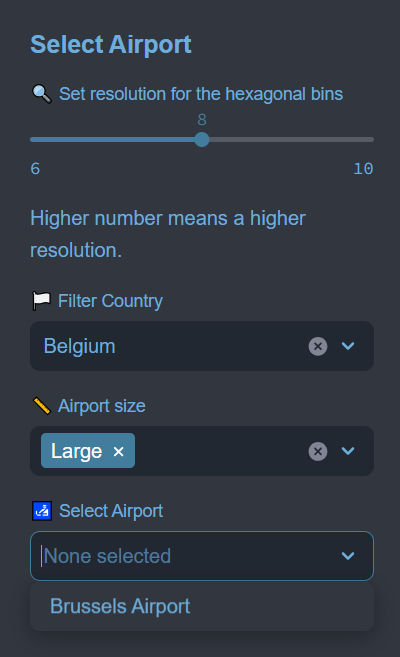 Select Airport
Set resolution for the hexagonal bins
8
6 10
Higher number means a higher
resolution.
Filter Country
Belgium
Airport size
Large
Select Airport
None selected
Brussels Airport